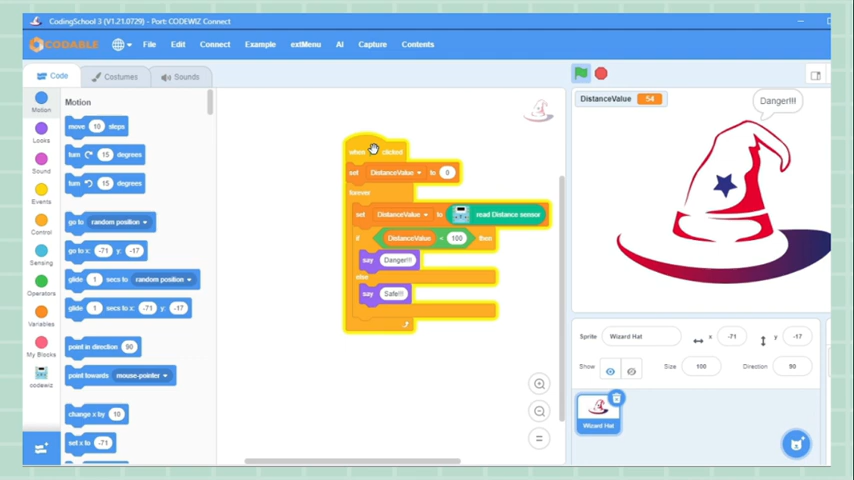 CodingSchool 3 (V1.21.0729) - Port: CODEWIZ Connect
CODABLE File Edit Connect Example extMenu AI Capture Contents
Code Costumes Sounds
Motion
Looks
Sound
Events
Control
Sensing
Operators
Variables
My Blocks
codewiz
Motion
move 10 steps
turn 15 degrees
turn 15 degrees
go to random position
go to x: -71 y: -17
glide 1 secs to random position
glide 1 secs to x: -71 y: -17
point in direction 90
point towards mouse-pointer
change x by 10
set x to -71
when clicked
set DistanceValue to 0
forever
set DistanceValue to read Distance sensor
if DistanceValue < 100 then
say Danger!!!
else
say Safe!!!
DistanceValue 54
Danger!!!
Sprite Wizard Hat x -71 y -17
Show Size 100 Direction 90
Wizard Hat